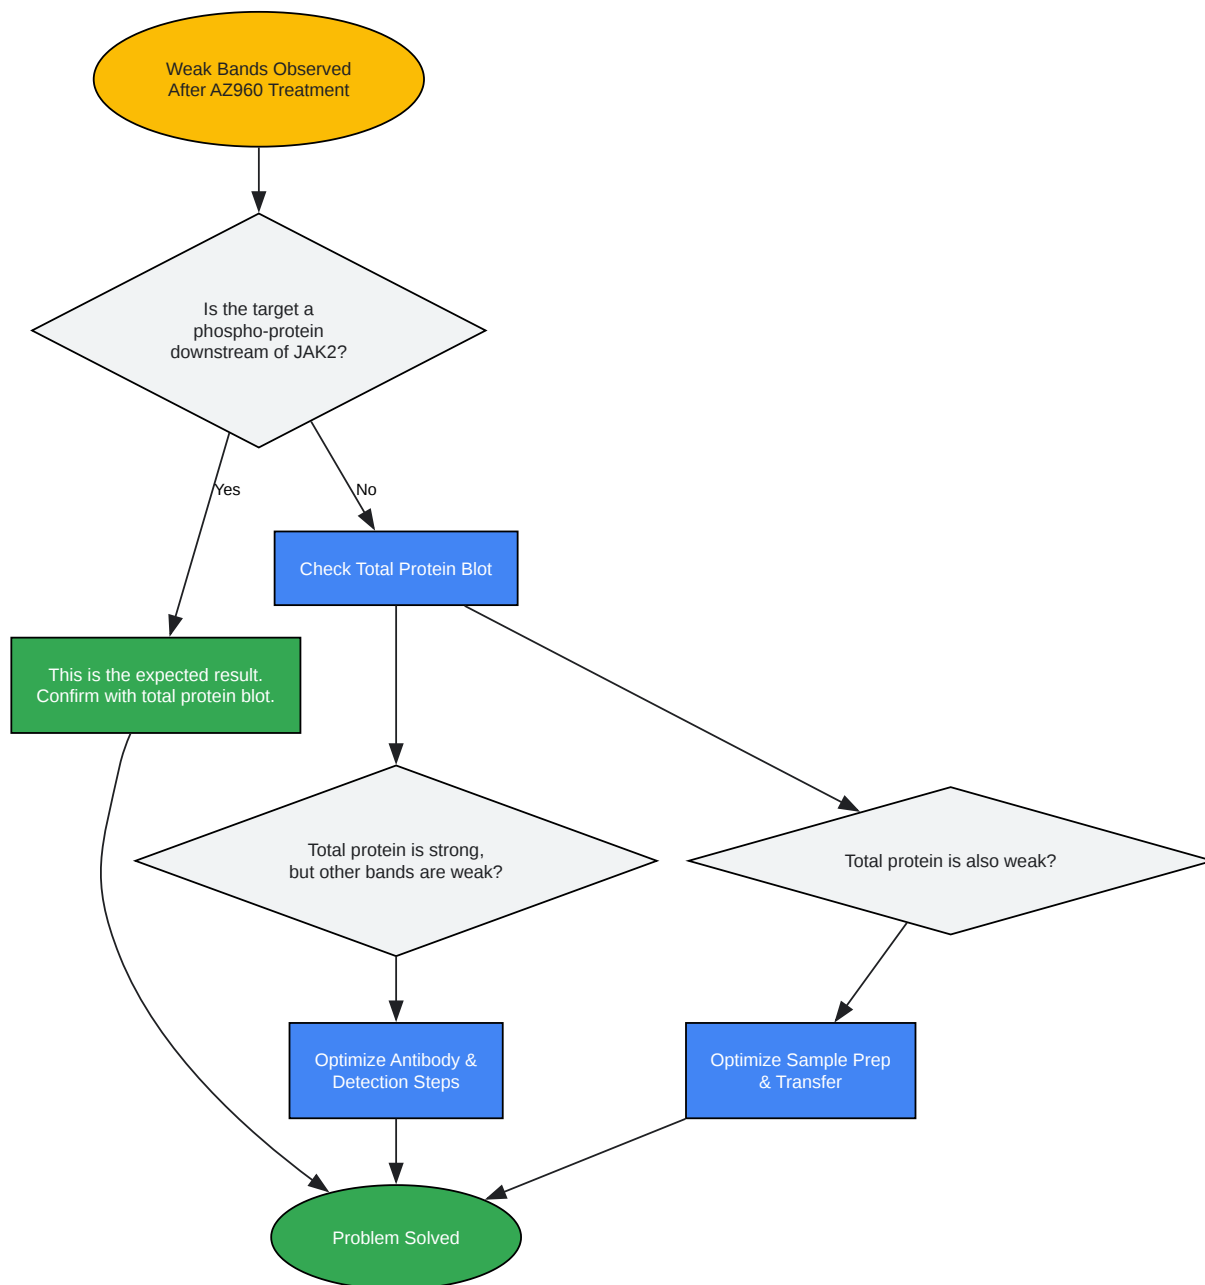 Weak Bands Observed
After AZ960 Treatment
Is the target a
phospho-protein
downstream of JAK2?
Yes
No
Check Total Protein Blot
This is the expected result.
Confirm with total protein blot.
Total protein is strong,
but other bands are weak?
Total protein is also weak?
Optimize Antibody &
Detection Steps
Optimize Sample Prep
& Transfer
Problem Solved